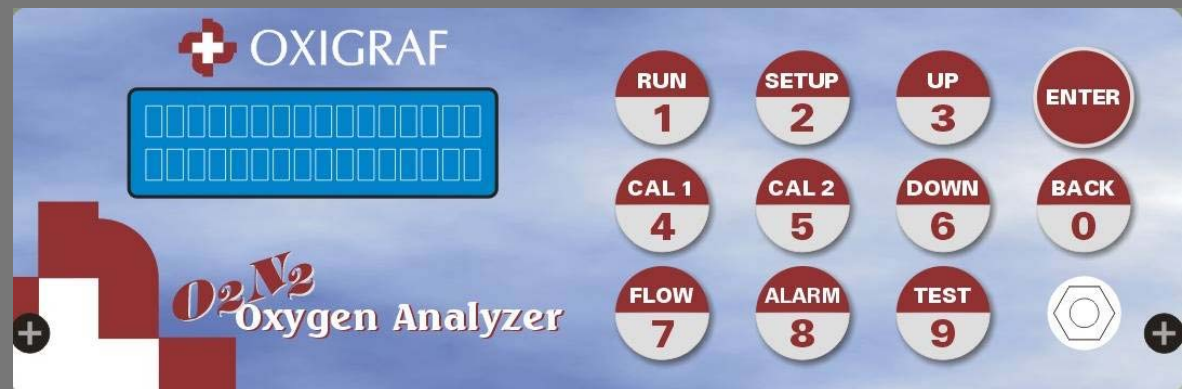 OXIGRAF
RUN SETUP UP ENTER
1 2 3
CAL 1 CAL 2 DOWN BACK
4 5 6 0
O2N2
Oxygen Analyzer
FLOW ALARM TEST
7 8 9